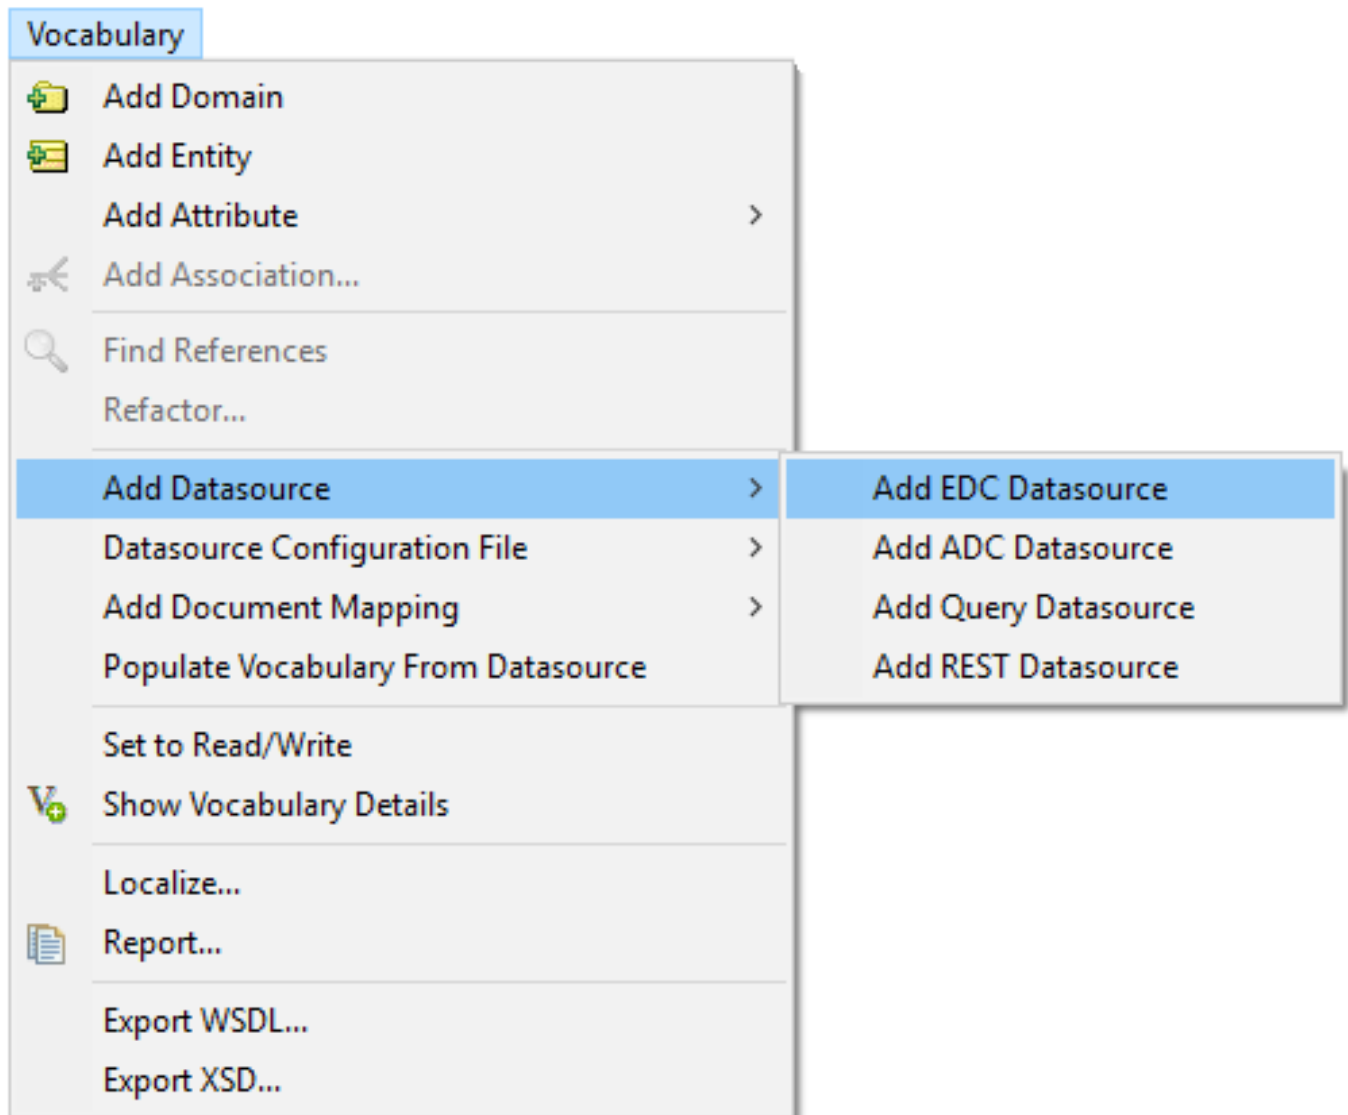 Vocabulary
Add Domain
Add Entity
Add Attribute
Add Association...
Find References
Refactor...
Add Datasource
Add EDC Datasource
Datasource Configuration File
Add ADC Datasource
Add Document Mapping
Add Query Datasource
Populate Vocabulary From Datasource
Add REST Datasource
Set to Read/Write
Show Vocabulary Details
Localize...
Report...
Export WSDL...
Export XSD...